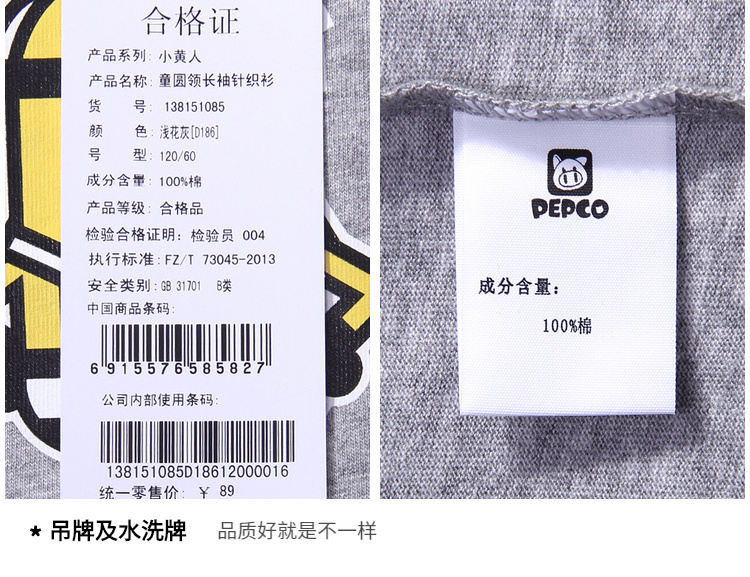 合格证
产品系列: 小黄人
产品名称: 童圆领长袖针织衫
货 号: 138151085
颜 色: 浅花灰[D186]
号 型: 120/60
成分含量: 100%棉
产品等级: 合格品
检验合格证明: 检验员 004
执行标准: FZ/T 73045-2013
安全类别: GB 31701 B类
中国商品条码:
6915576585827
公司内部使用条码:
138151085D18612000016
统一零售价: ¥ 89
PEPCO
成分含量:
100%棉
* 吊牌及水洗牌 品质好就是不一样